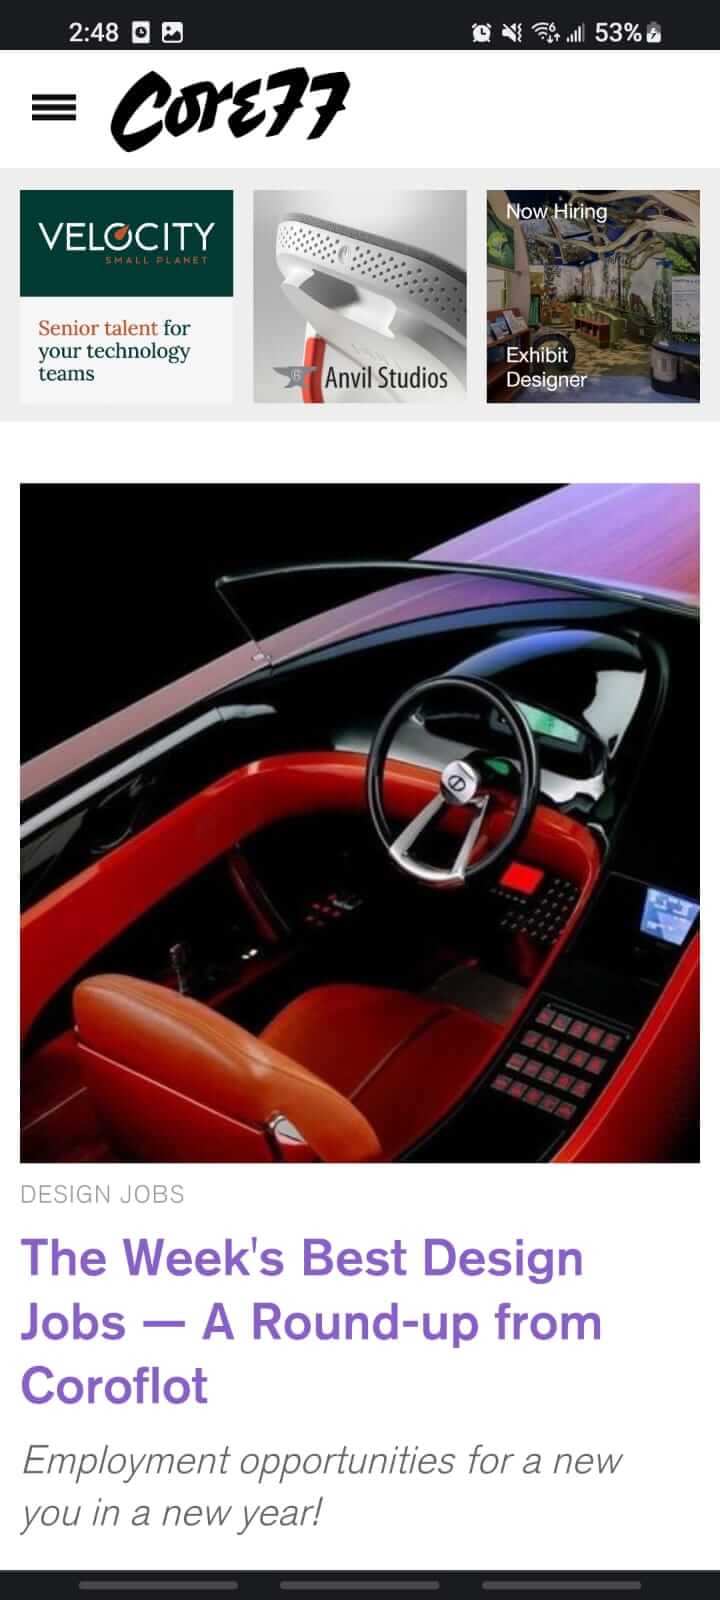 2:48
53%
Core77
VELOCITY
SMALL PLANET
Senior talent for
your technology
teams
Anvil Studios
Now Hiring
Exhibit
Designer
DESIGN JOBS
The Week's Best Design
Jobs — A Round-up from
Coroflot
Employment opportunities for a new
you in a new year!